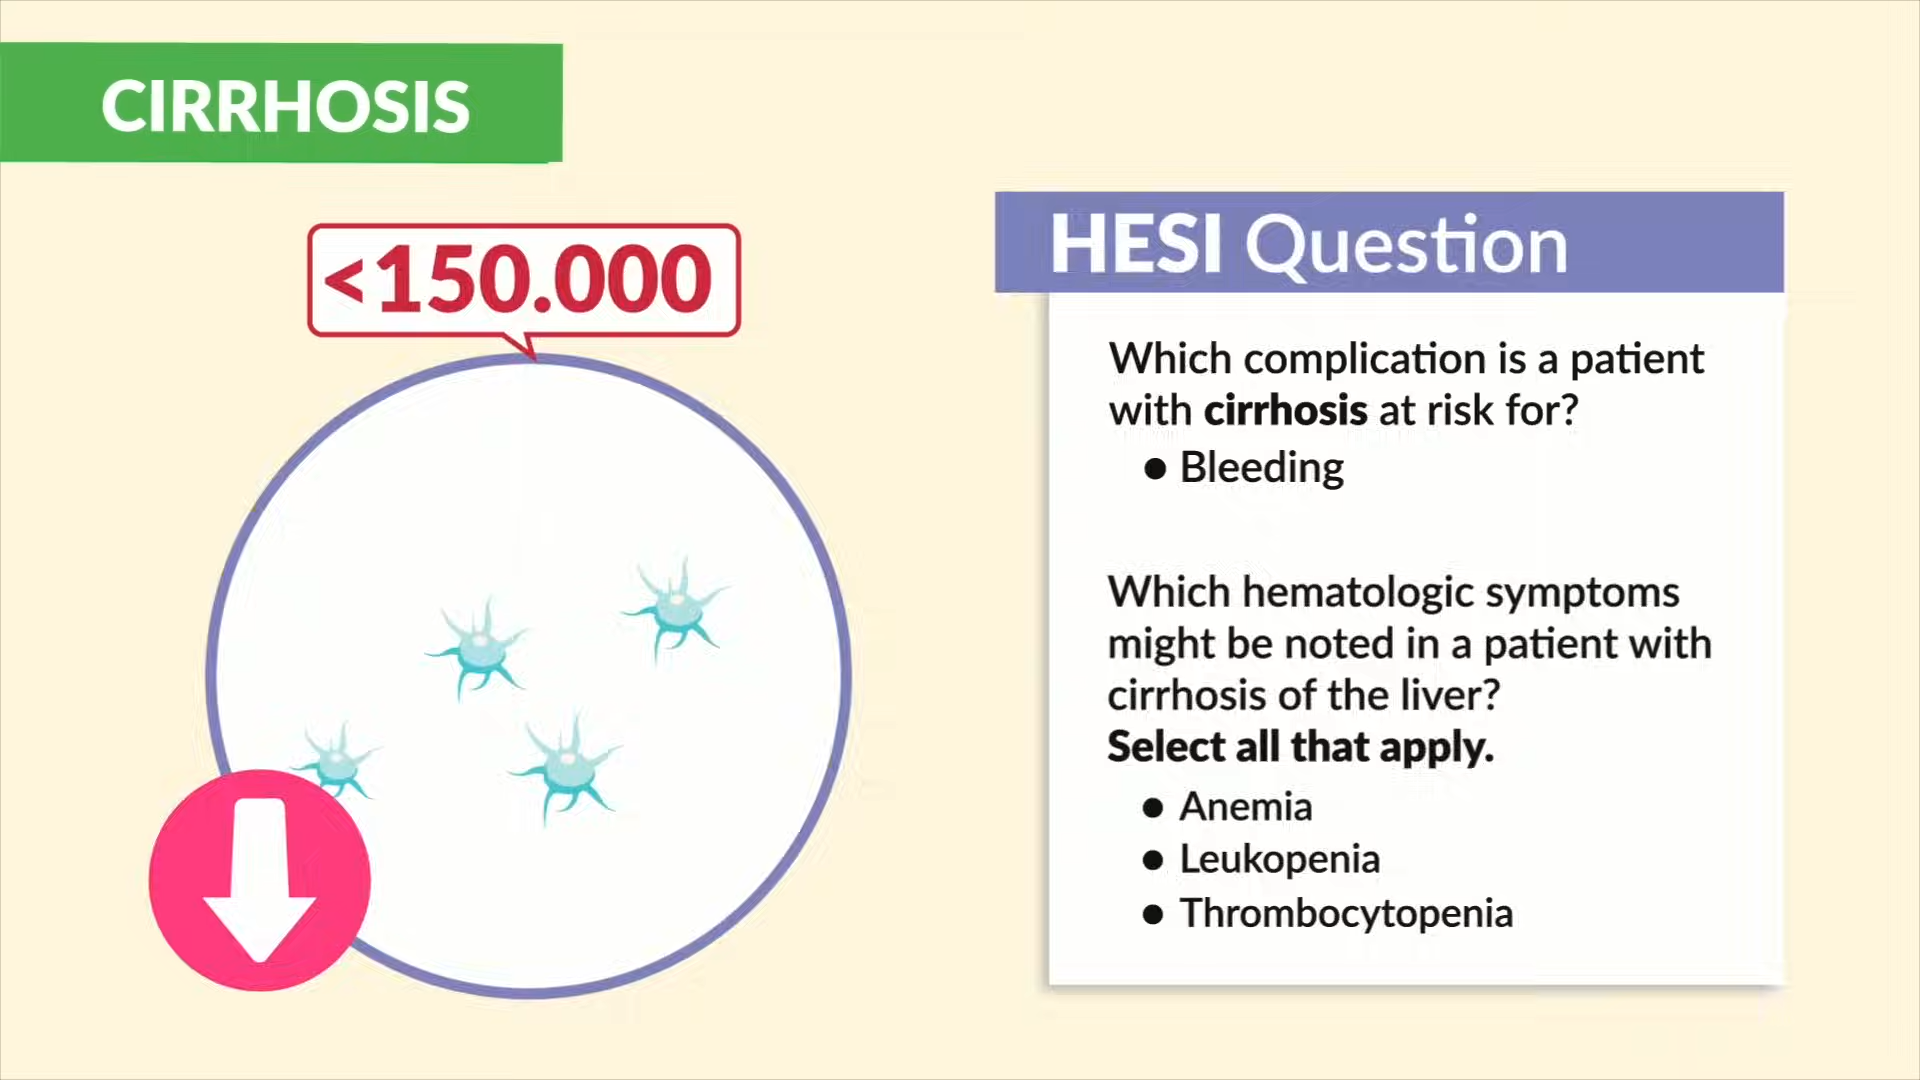 CIRRHOSIS
<150.000
HESI Question
Which complication is a patient
with cirrhosis at risk for?
● Bleeding
Which hematologic symptoms
might be noted in a patient with
cirrhosis of the liver?
Select all that apply.
● Anemia
● Leukopenia
● Thrombocytopenia